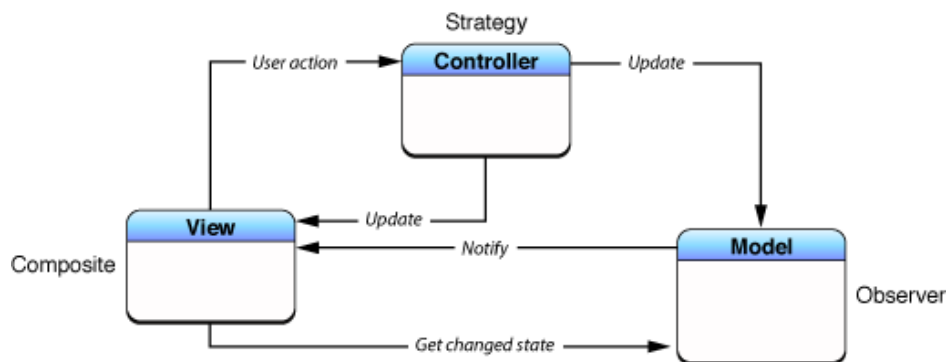 Strategy
User action
Controller
Update
View
Update
Composite
Notify
Model
Observer
Get changed state